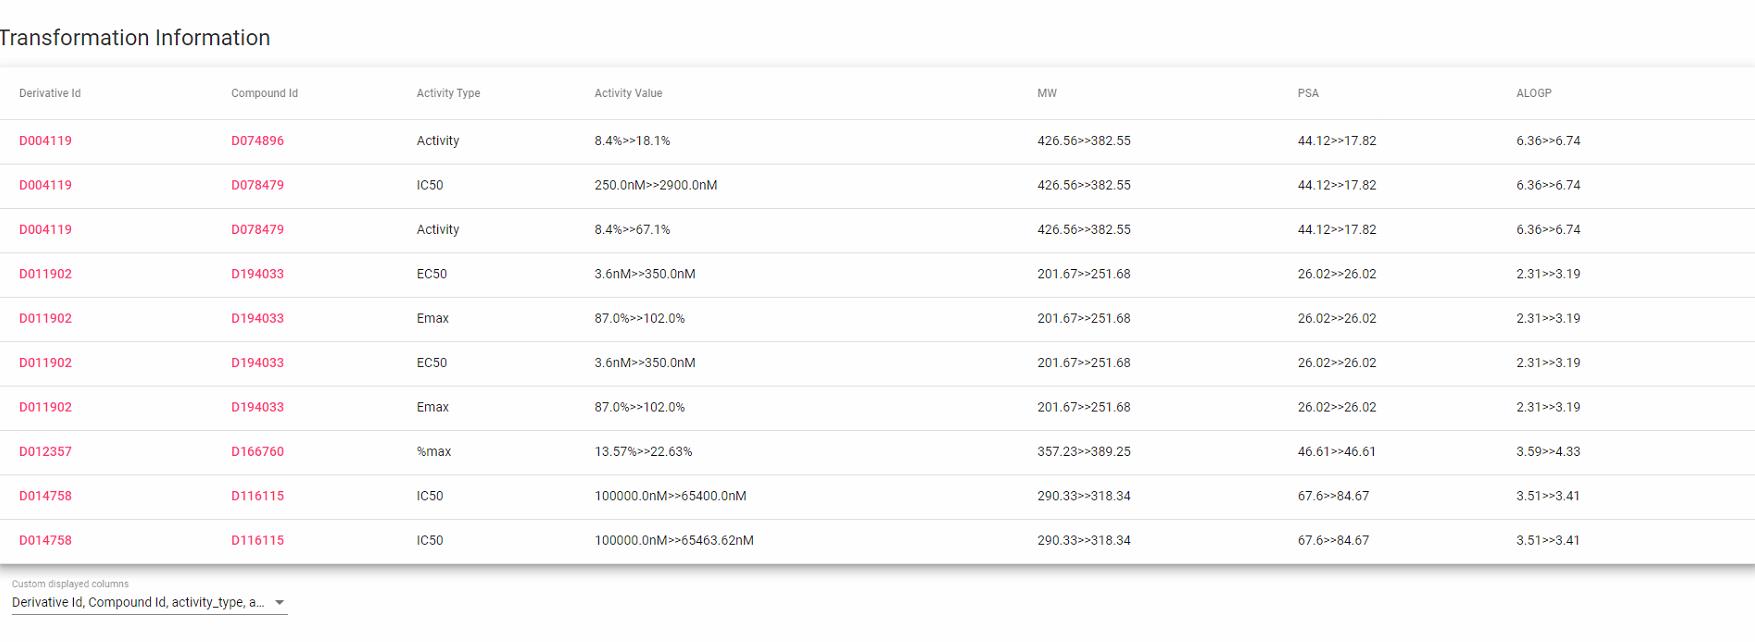 Transformation Information
Derivative Id Compound Id Activity Type Activity Value MW PSA ALOGP
D004119 D074896 Activity 8.4%>>18.1% 426.56>>382.55 44.12>>17.82 6.36>>6.74
D004119 D078479 IC50 250.0nM>>2900.0nM 426.56>>382.55 44.12>>17.82 6.36>>6.74
D004119 D078479 Activity 8.4%>>67.1% 426.56>>382.55 44.12>>17.82 6.36>>6.74
D011902 D194033 EC50 3.6nM>>350.0nM 201.67>>251.68 26.02>>26.02 2.31>>3.19
D011902 D194033 Emax 87.0%>>102.0% 201.67>>251.68 26.02>>26.02 2.31>>3.19
D011902 D194033 EC50 3.6nM>>350.0nM 201.67>>251.68 26.02>>26.02 2.31>>3.19
D011902 D194033 Emax 87.0%>>102.0% 201.67>>251.68 26.02>>26.02 2.31>>3.19
D012357 D166760 %max 13.57%>>22.63% 357.23>>389.25 46.61>>46.61 3.59>>4.33
D014758 D116115 IC50 100000.0nM>>65400.0nM 290.33>>318.34 67.6>>84.67 3.51>>3.41
D014758 D116115 IC50 100000.0nM>>65463.62nM 290.33>>318.34 67.6>>84.67 3.51>>3.41
Custom displayed columns
Derivative Id, Compound Id, activity_type, a...